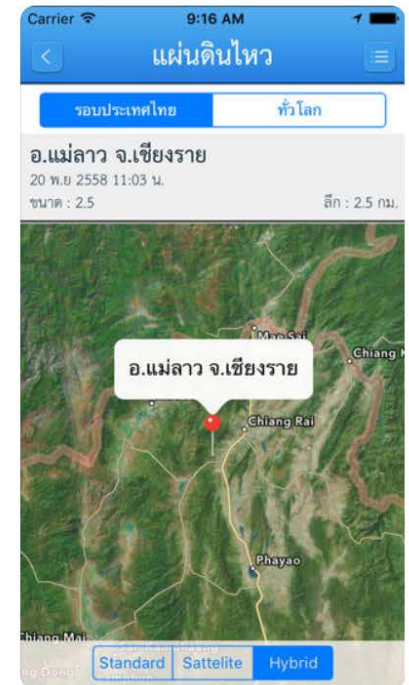 Carrier 9:16 AM
แผ่นดินไหว
รอบประเทศไทย ทั่วโลก
อ.แม่ลาว จ.เชียงราย
20 พ.ย 2558 11:03 น.
ขนาด : 2.5 ลึก : 2.5 กม.
Mae Sai
Chiang
อ.แม่ลาว จ.เชียงราย
Chiang Rai
Phayao
Chiang Mai
Standard Sattelite Hybrid